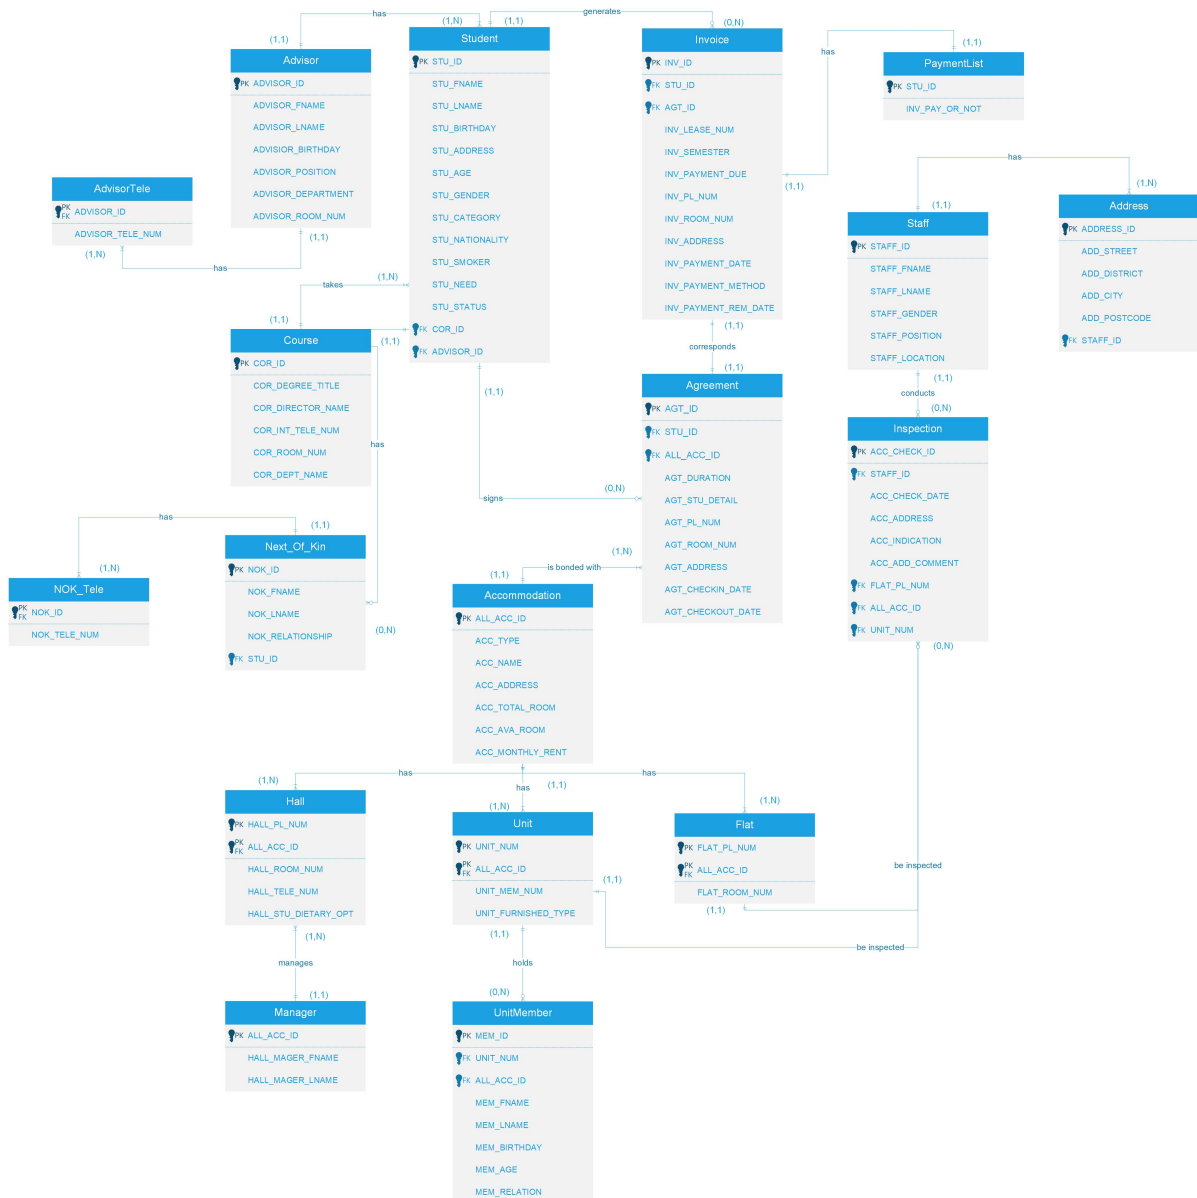 has
(1,N)
(1,1)
generates
(0,N)
Student
PK STU_ID
STU_FNAME
STU_LNAME
STU_BIRTHDAY
STU_ADDRESS
STU_AGE
STU_GENDER
STU_CATEGORY
STU_NATIONALITY
STU_SMOKER
STU_NEED
STU_STATUS
FK COR_ID
FK ADVISOR_ID
Invoice
PK INV_ID
FK STU_ID
FK AGT_ID
INV_LEASE_NUM
INV_SEMESTER
INV_PAYMENT_DUE
INV_PL_NUM
INV_ROOM_NUM
INV_ADDRESS
INV_PAYMENT_DATE
INV_PAYMENT_METHOD
INV_PAYMENT_REM_DATE
has
(1,1)
(1,1)
PaymentList
PK STU_ID
INV_PAY_OR_NOT
(1,1)
Advisor
PK ADVISOR_ID
ADVISOR_FNAME
ADVISOR_LNAME
ADVISIOR_BIRTHDAY
ADVISOR_POSITION
ADVISOR_DEPARTMENT
ADVISOR_ROOM_NUM
(1,1)
AdvisorTele
PK
FK ADVISOR_ID
ADVISOR_TELE_NUM
(1,N)
has
has
(1,N)
(1,1)
Staff
PK STAFF_ID
STAFF_FNAME
STAFF_LNAME
STAFF_GENDER
STAFF_POSITION
STAFF_LOCATION
(1,1)
conducts
(0,N)
Address
PK ADDRESS_ID
ADD_STREET
ADD_DISTRICT
ADD_CITY
ADD_POSTCODE
FK STAFF_ID
takes
(1,N)
(1,1)
(1,1)
Course
PK COR_ID
COR_DEGREE_TITLE
COR_DIRECTOR_NAME
COR_INT_TELE_NUM
COR_ROOM_NUM
COR_DEPT_NAME
has
(1,1)
corresponds
(1,1)
(1,1)
signs
(0,N)
Agreement
PK AGT_ID
FK STU_ID
FK ALL_ACC_ID
AGT_DURATION
AGT_STU_DETAIL
AGT_PL_NUM
AGT_ROOM_NUM
AGT_ADDRESS
AGT_CHECKIN_DATE
AGT_CHECKOUT_DATE
Inspection
PK ACC_CHECK_ID
FK STAFF_ID
ACC_CHECK_DATE
ACC_ADDRESS
ACC_INDICATION
ACC_ADD_COMMENT
FK FLAT_PL_NUM
FK ALL_ACC_ID
FK UNIT_NUM
(0,N)
has
(1,1)
(1,N)
Next_Of_Kin
PK NOK_ID
NOK_FNAME
NOK_LNAME
NOK_RELATIONSHIP
FK STU_ID
(0,N)
NOK_Tele
PK
FK NOK_ID
NOK_TELE_NUM
(1,N)
is bonded with
(1,1)
Accommodation
PK ALL_ACC_ID
ACC_TYPE
ACC_NAME
ACC_ADDRESS
ACC_TOTAL_ROOM
ACC_AVA_ROOM
ACC_MONTHLY_RENT
has
has
has
(1,1)
(1,N)
(1,N)
(1,N)
Hall
PK HALL_PL_NUM
PK
FK ALL_ACC_ID
HALL_ROOM_NUM
HALL_TELE_NUM
HALL_STU_DIETARY_OPT
(1,N)
manages
(1,1)
Unit
PK UNIT_NUM
PK
FK ALL_ACC_ID
UNIT_MEM_NUM
UNIT_FURNISHED_TYPE
(1,1)
(1,1)
holds
(0,N)
Flat
PK FLAT_PL_NUM
PK
FK ALL_ACC_ID
FLAT_ROOM_NUM
(1,1)
be inspected
be inspected
Manager
PK ALL_ACC_ID
HALL_MAGER_FNAME
HALL_MAGER_LNAME
UnitMember
PK MEM_ID
FK UNIT_NUM
FK ALL_ACC_ID
MEM_FNAME
MEM_LNAME
MEM_BIRTHDAY
MEM_AGE
MEM_RELATION